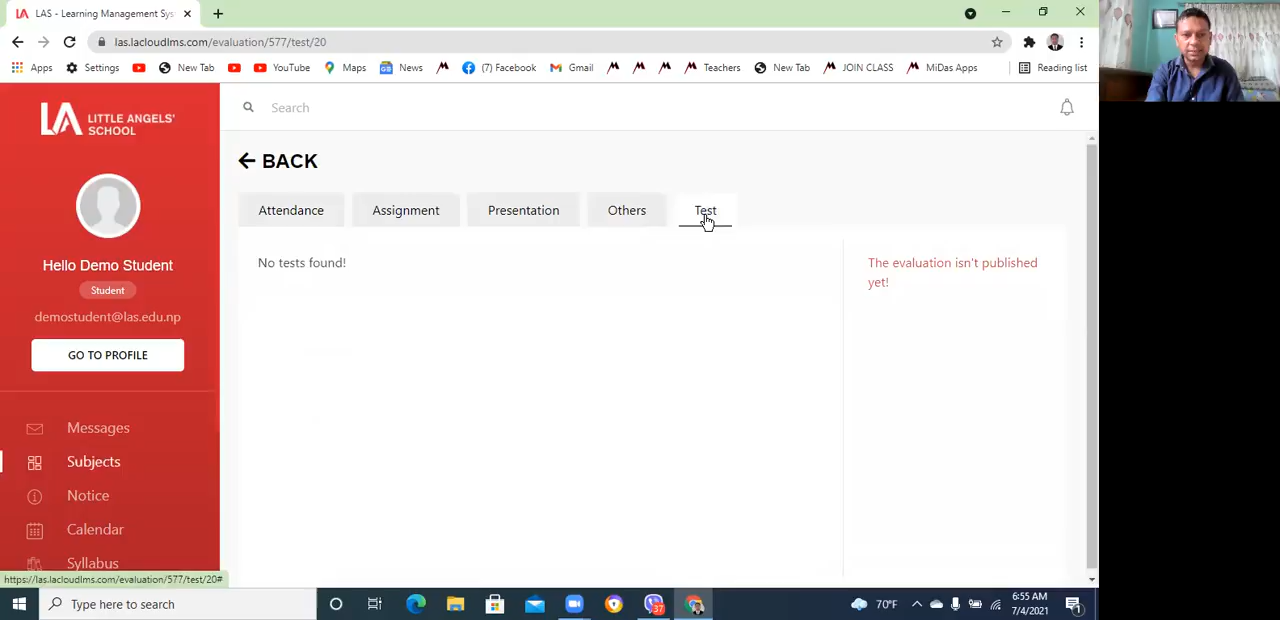 LAS - Learning Management Sys
las.lacloudlms.com/evaluation/577/test/20
Apps Settings New Tab YouTube Maps News (7) Facebook Gmail Teachers New Tab JOIN CLASS MiDas Apps Reading list
LA LITTLE ANGELS' SCHOOL
Search
BACK
Attendance Assignment Presentation Others Test
No tests found!
The evaluation isn't published
yet!
Hello Demo Student
Student
demostudent@las.edu.np
GO TO PROFILE
Messages
Subjects
Notice
Calendar
Syllabus
https://las.lacloudlms.com/evaluation/577/test/20#
Type here to search
37
70°F
6:55 AM
7/4/2021
1